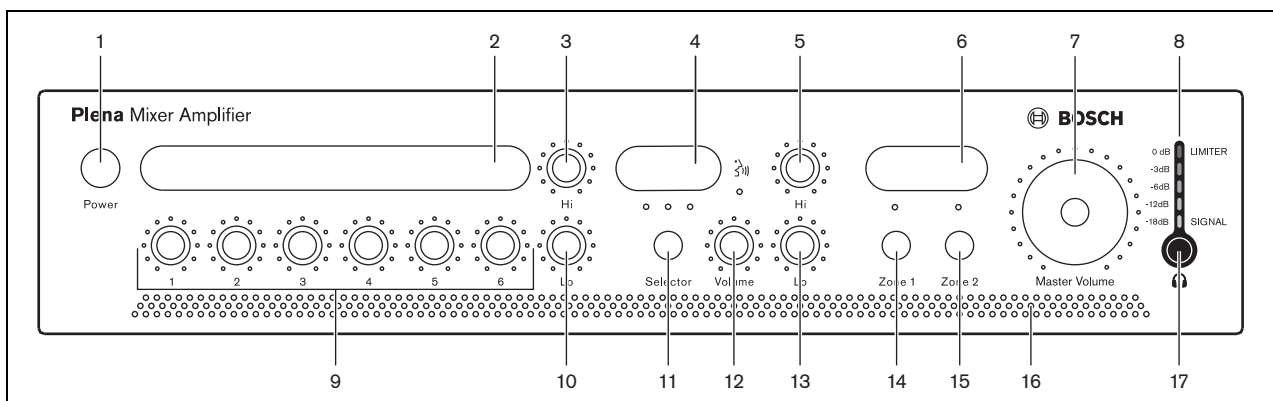 1 2 3 4 5 6 7 8
Plena Mixer Amplifier
BOSCH
0 dB LIMITER
-3dB
-6dB
-12dB
-18dB SIGNAL
Power
Hi
Hi
1 2 3 4 5 6
Lo
Selector
Volume
Lo
Zone 1
Zone 2
Master Volume
9 10 11 12 13 14 15 16 17